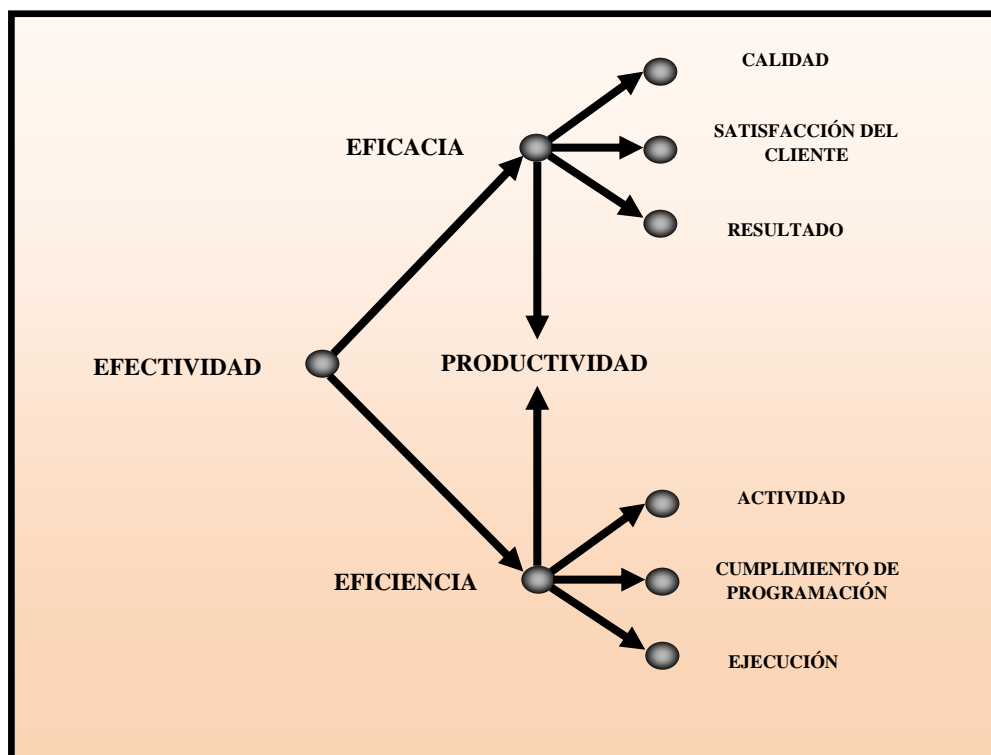 CALIDAD
EFICACIA
SATISFACCIÓN DEL
CLIENTE
RESULTADO
EFECTIVIDAD
PRODUCTIVIDAD
ACTIVIDAD
EFICIENCIA
CUMPLIMIENTO DE
PROGRAMACIÓN
EJECUCIÓN